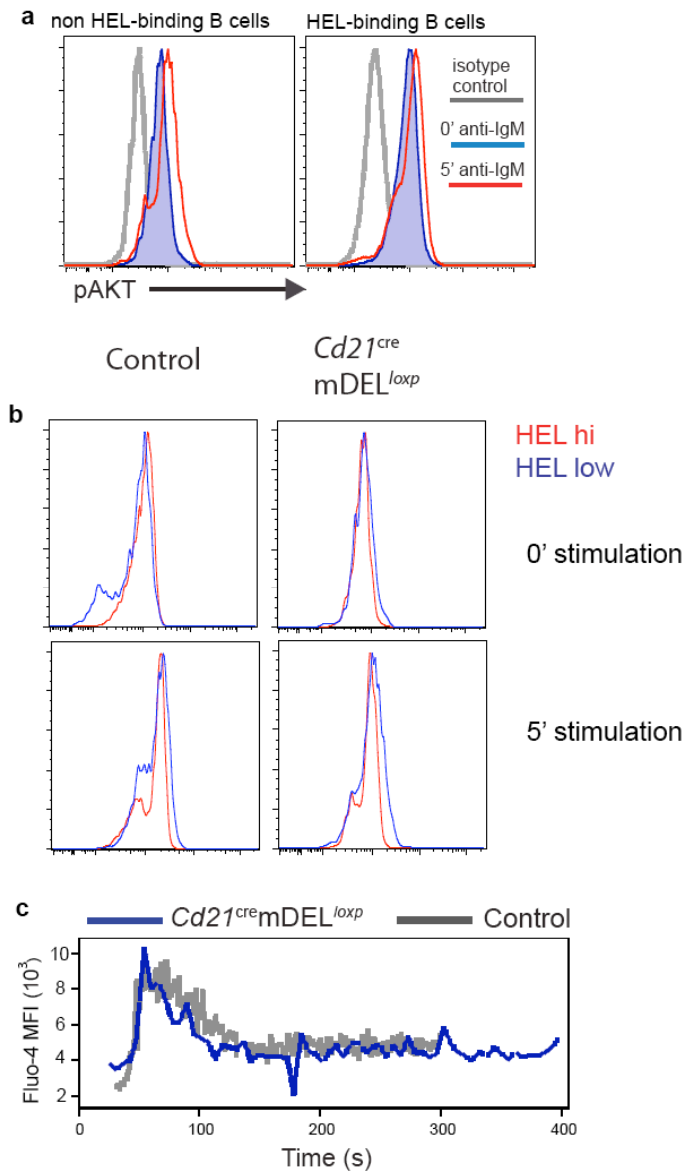 a
non HEL-binding B cells
HEL-binding B cells
isotype
control
0' anti-IgM
5' anti-IgM
pAKT
Control
Cd21cre
mDELloxp
b
HEL hi
HEL low
0' stimulation
5' stimulation
c
Cd21cremDELloxp
Control
Fluo-4 MFI (10³)
10
8
6
4
2
0
100
200
300
400
Time (s)